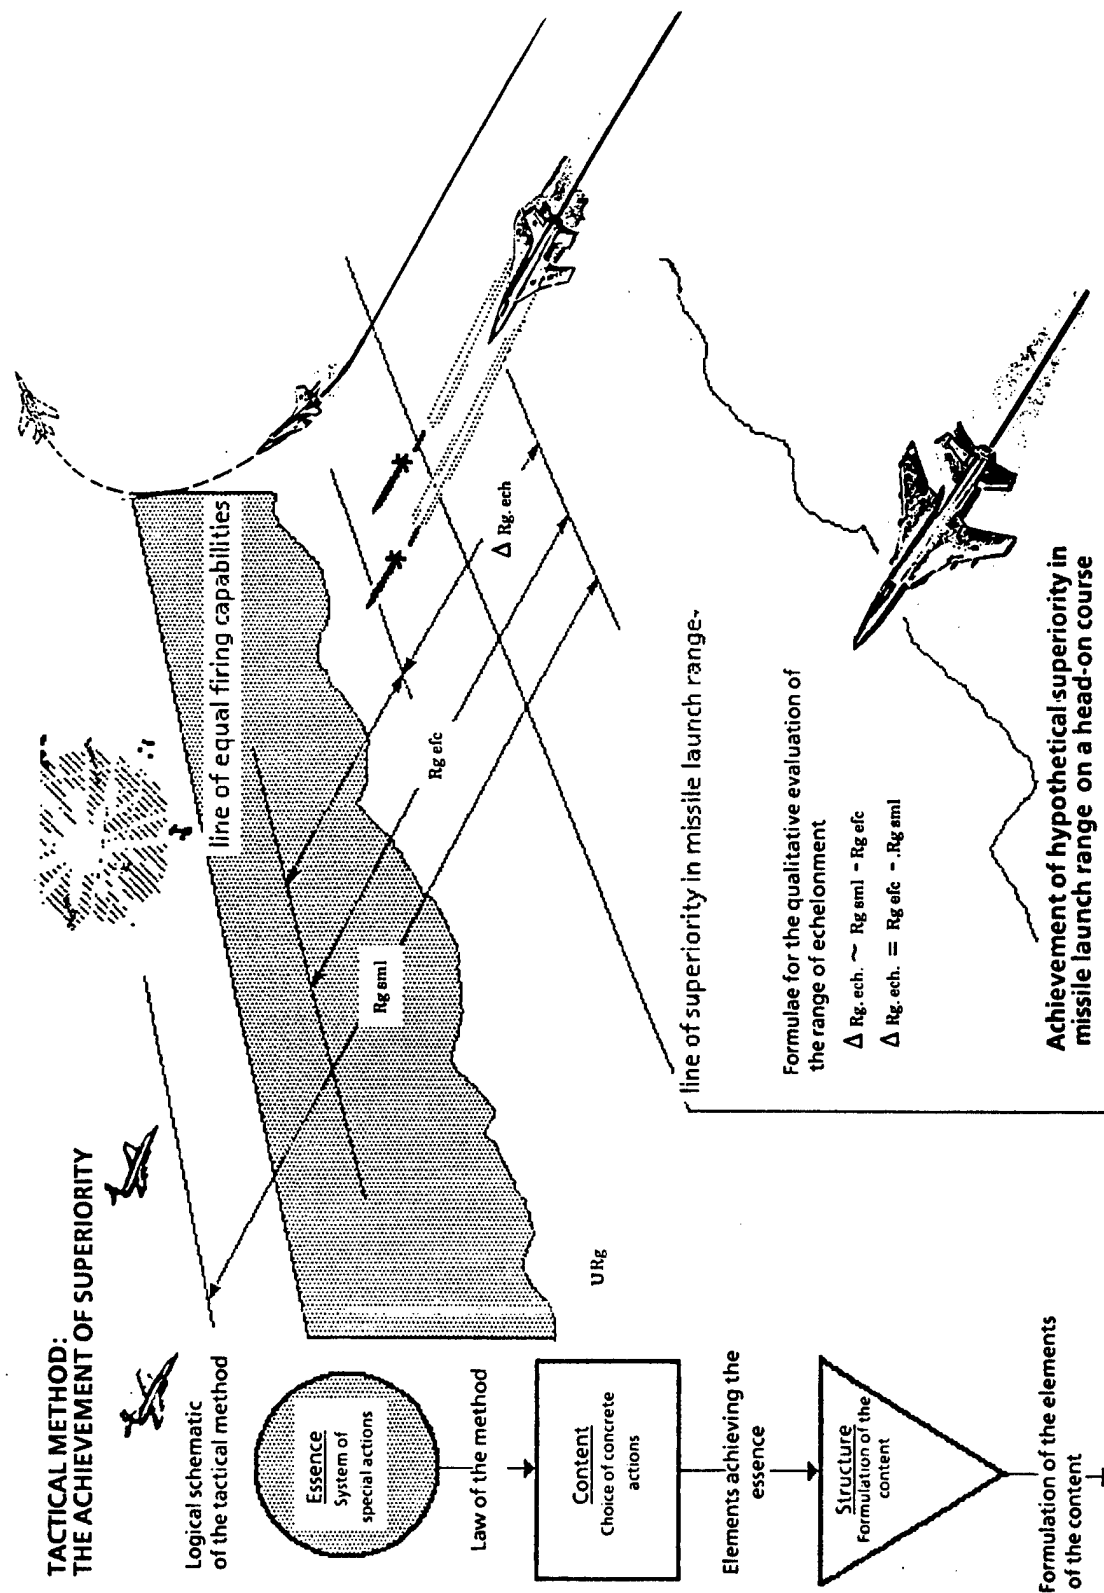 TACTICAL METHOD:
THE ACHIEVEMENT OF SUPERIORITY
Logical schematic
of the tactical method
Essence
System of
special actions
Law of the method
Content
Choice of concrete
actions
Elements achieving the
essence
Structure
Formulation of the
content
Formulation of the elements
of the content
line of equal firing capabilities
Rg sml
Rg efc
Δ Rg. ech
URg
line of superiority in missile launch range-
Formulae for the qualitative evaluation of
the range of echelonment
Δ Rg. ech. ~ Rg sml - Rg efc
Δ Rg. ech. = Rg efc - .Rg sml
Achievement of hypothetical superiority in
missile launch range on a head-on course